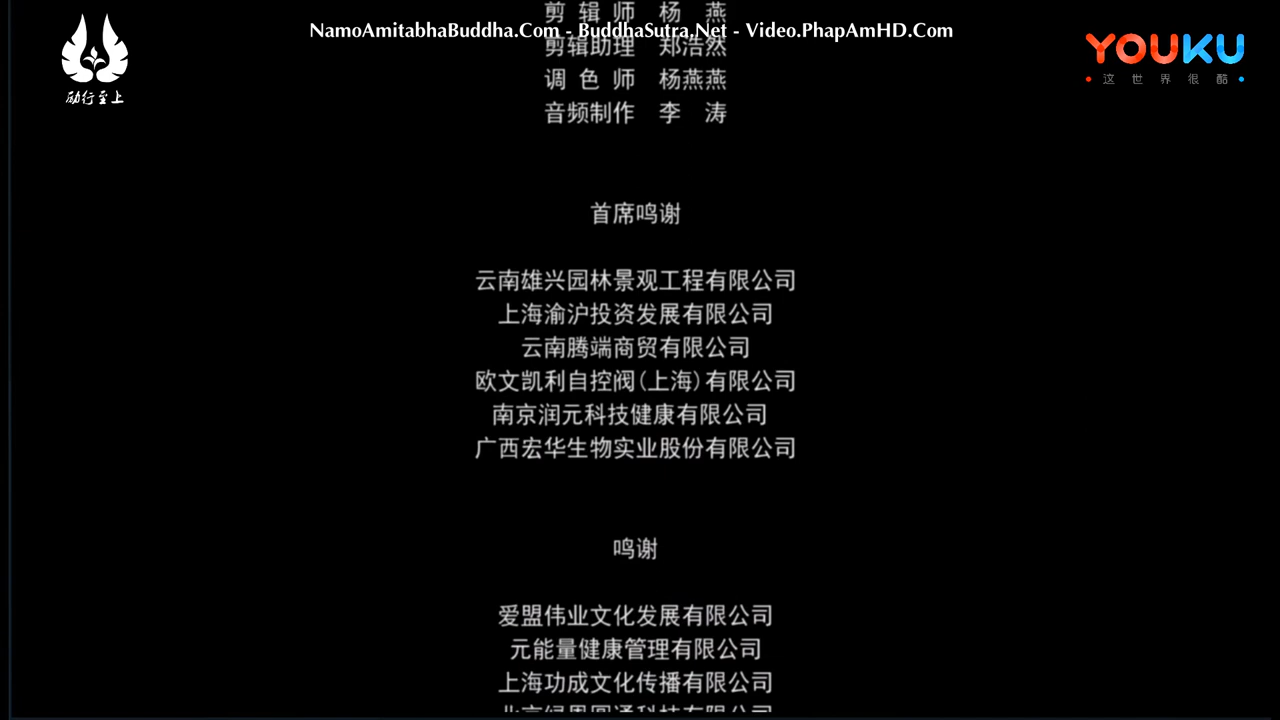 剪 辑 师 杨 燕
NamoAmitabhaBuddha.Com - BuddhaSutra.Net - Video.PhapAmHD.Com
剪辑助理 郑浩然
调 色 师 杨燕燕
音频制作 李 涛
励行至上
YOUKU
这世界很酷
首席鸣谢
云南雄兴园林景观工程有限公司
上海渝沪投资发展有限公司
云南腾端商贸有限公司
欧文凯利自控阀(上海)有限公司
南京润元科技健康有限公司
广西宏华生物实业股份有限公司
鸣谢
爱盟伟业文化发展有限公司
元能量健康管理有限公司
上海功成文化传播有限公司